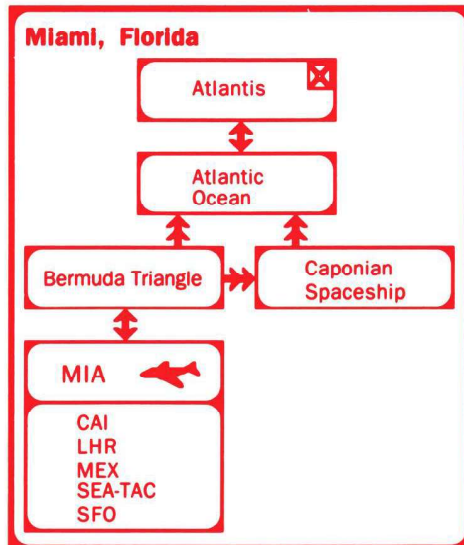 Miami, Florida
Atlantis
Atlantic
Ocean
Bermuda Triangle
Caponian
Spaceship
MIA
CAI
LHR
MEX
SEA-TAC
SFO